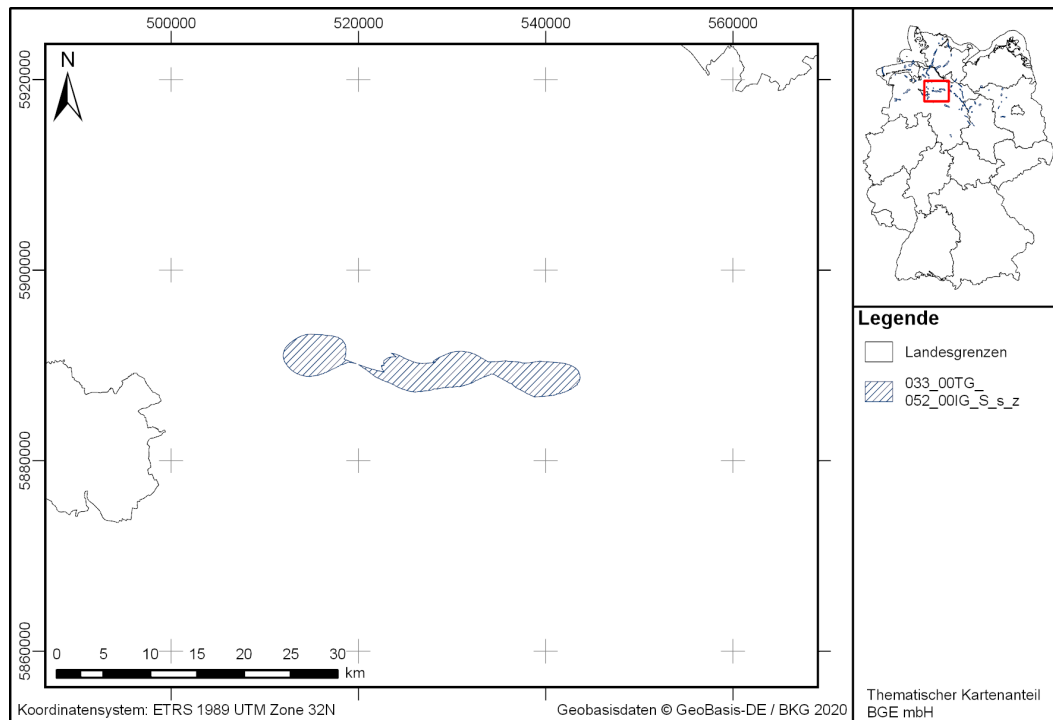 500000 520000 540000 560000
N
5920000
5900000
5880000
5860000
0 5 10 15 20 25 30
km
Koordinatensystem: ETRS 1989 UTM Zone 32N
Geobasisdaten © GeoBasis-DE / BKG 2020
Legende
Landesgrenzen
033_00TG_
052_00IG_S_s_z
Thematischer Kartenanteil
BGE mbH